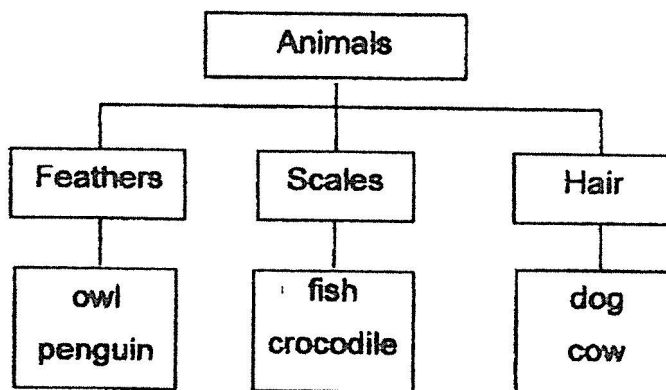 Animals
Feathers
Scales
Hair
owl
penguin
fish
crocodile
dog
cow